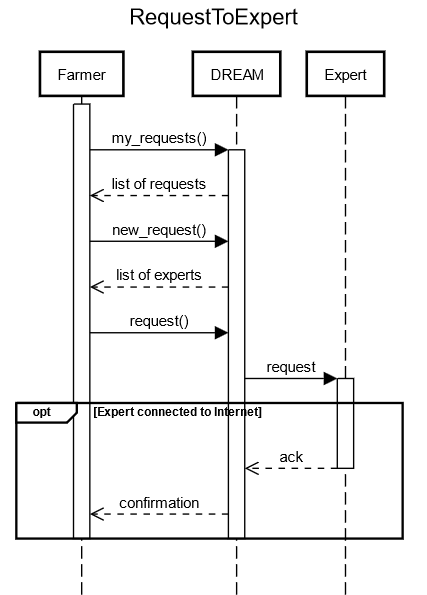 RequestToExpert
Farmer
DREAM
Expert
my_requests()
list of requests
new_request()
list of experts
request()
request
opt
[Expert connected to Internet]
ack
confirmation